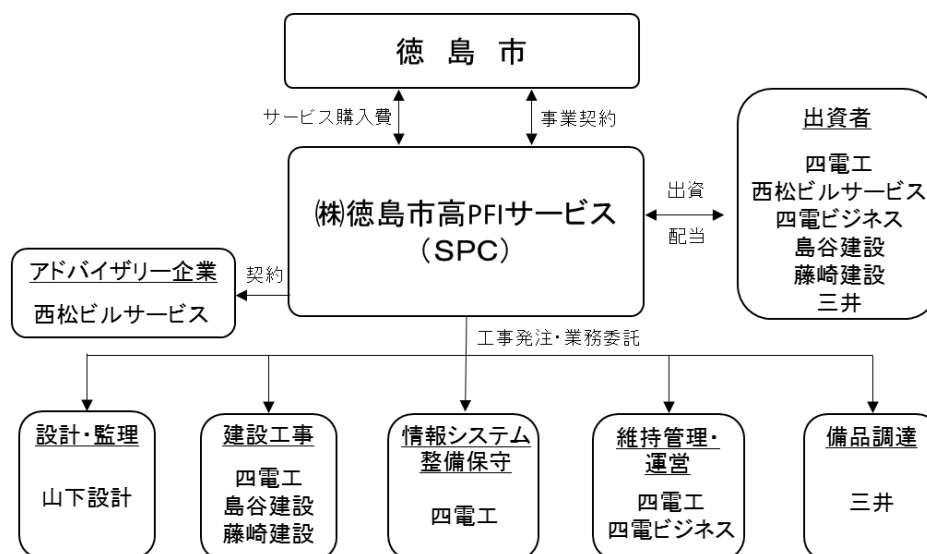 徳 島 市
サービス購入費
事業契約
出資者
四電工
西松ビルサービス
四電ビジネス
島谷建設
藤崎建設
三井
㈱徳島市高PFIサービス
（SPC）
出資
配当
アドバイザリー企業
西松ビルサービス
契約
工事発注・業務委託
設計・監理
山下設計
建設工事
四電工
島谷建設
藤崎建設
情報システム
整備保守
四電工
維持管理・
運営
四電工
四電ビジネス
備品調達
三井